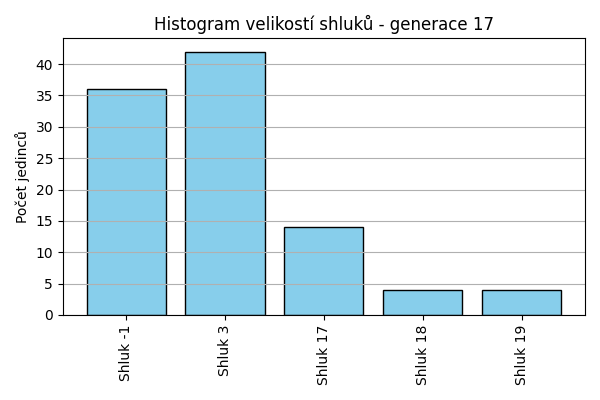 Histogram velikostí shluků - generace 17
Počet jedinců
40
35
30
25
20
15
10
5
0
Shluk -1
Shluk 3
Shluk 17
Shluk 18
Shluk 19